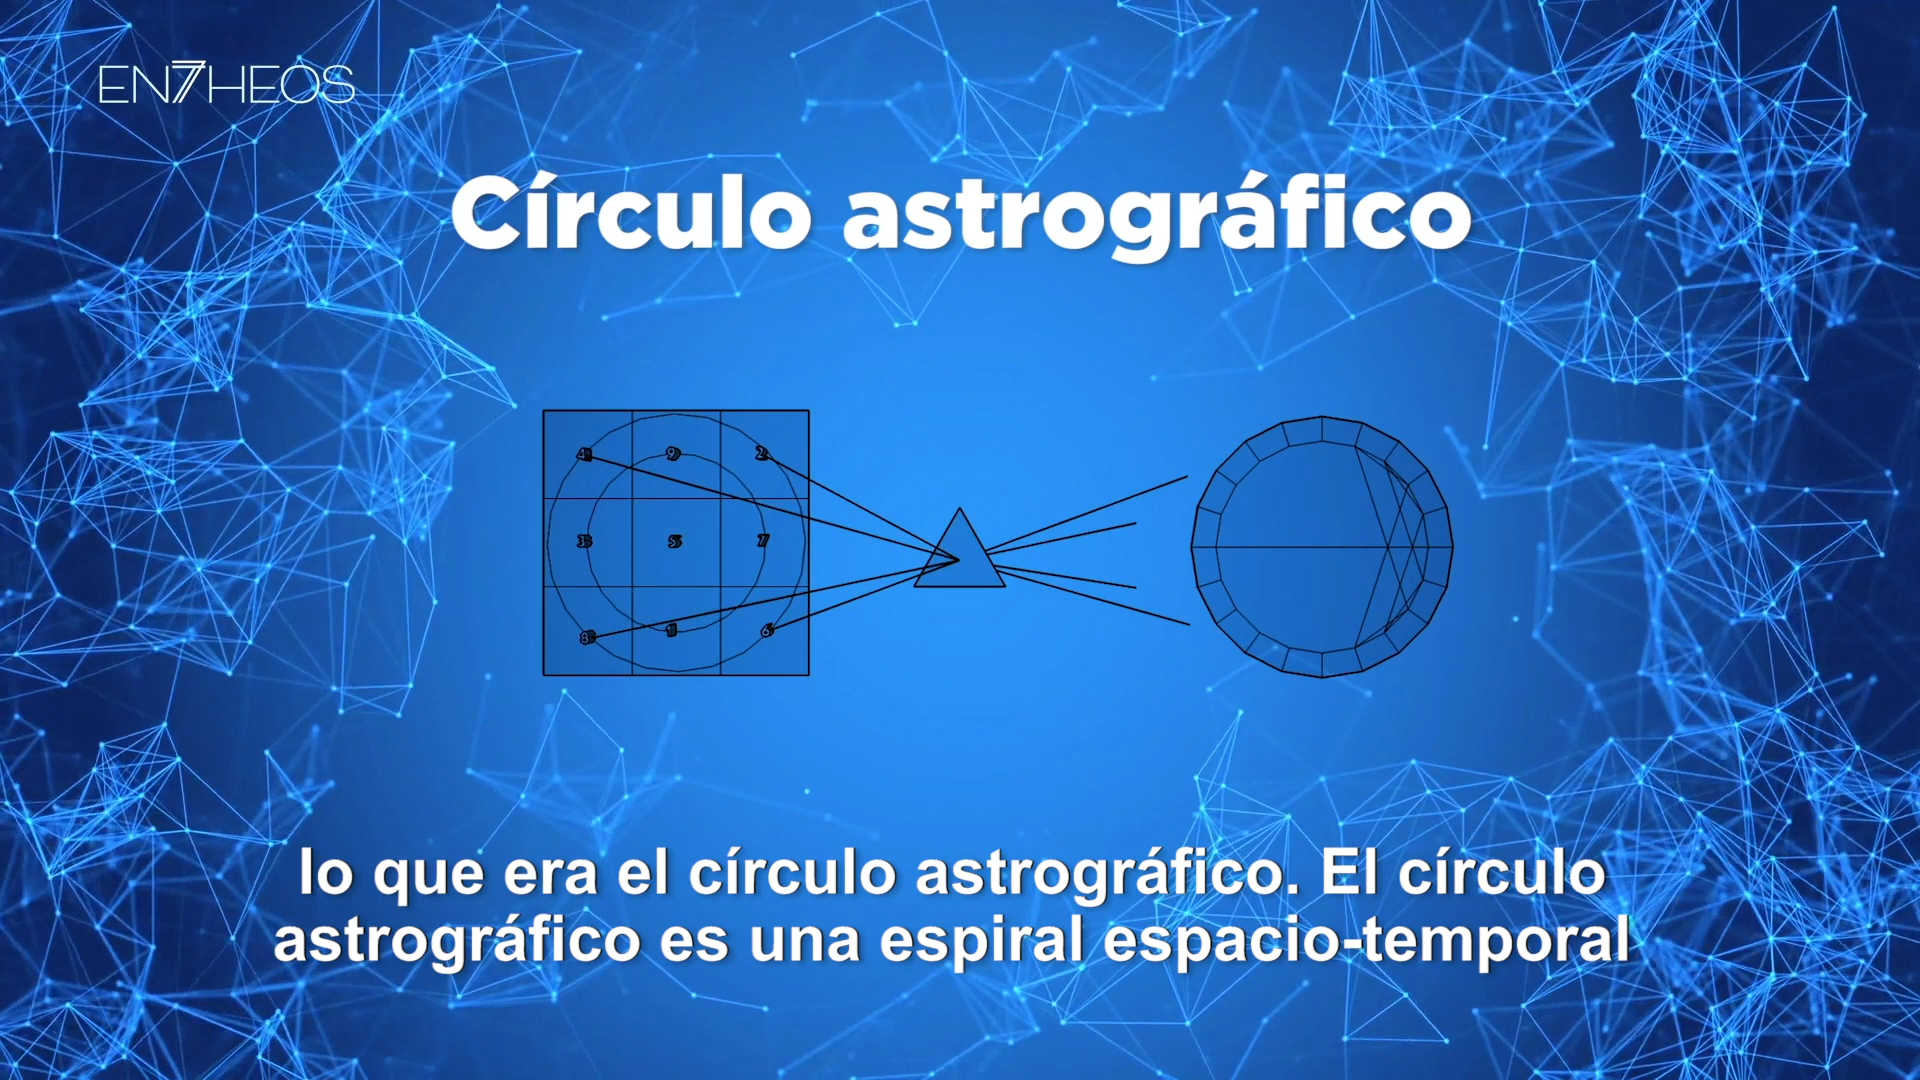 EN7HEOS
Círculo astrográfico
4 9 2
3 5 7
8 1 6
lo que era el círculo astrográfico. El círculo
astrográfico es una espiral espacio-temporal